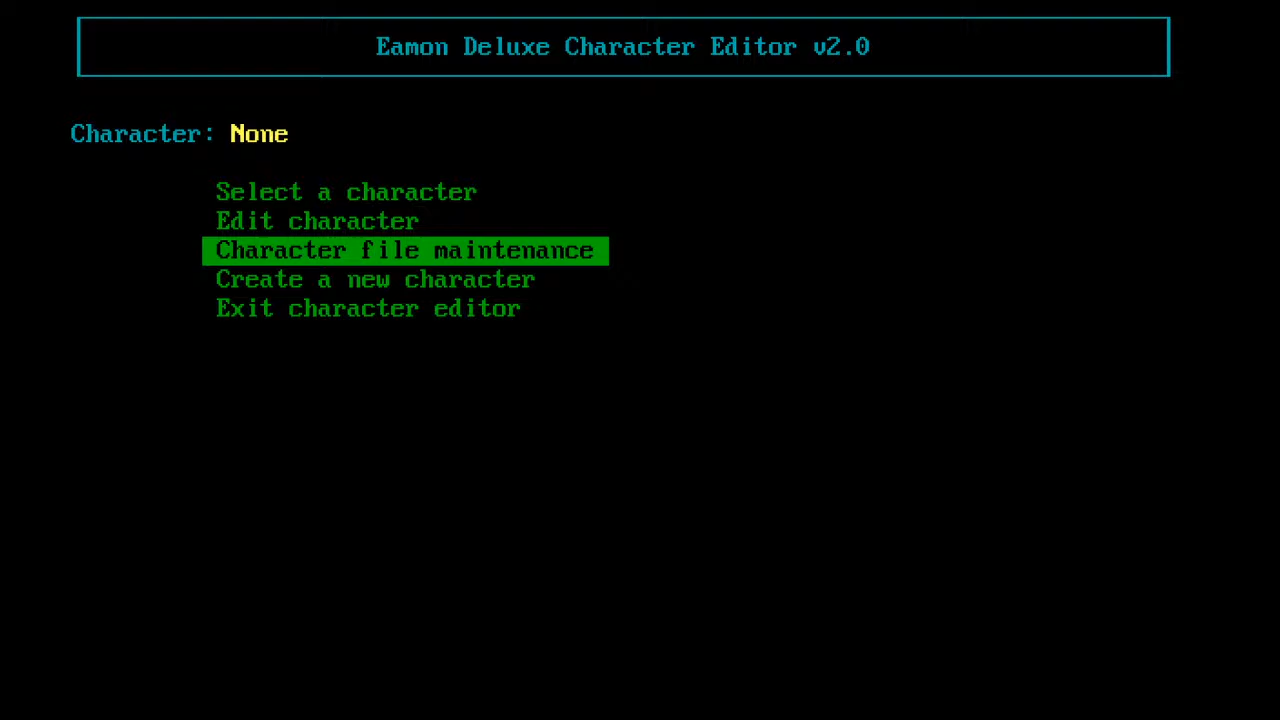 Eamon Deluxe Character Editor v2.0
Character: None
Select a character
Edit character
Character file maintenance
Create a new character
Exit character editor